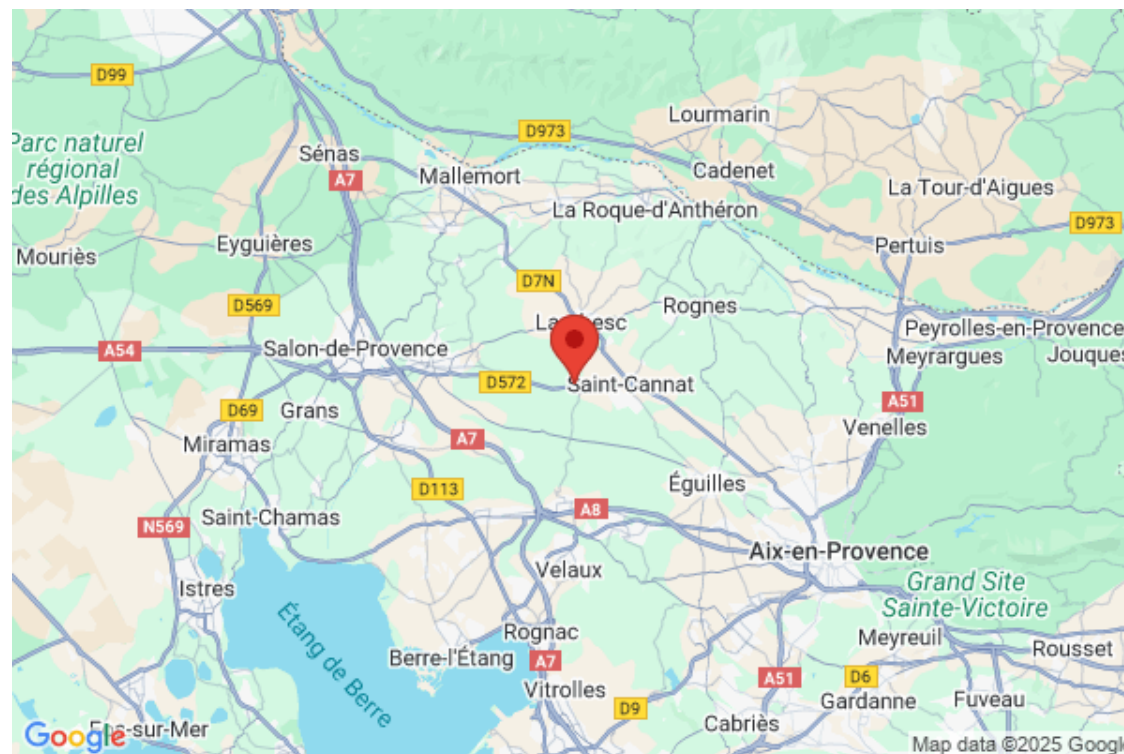 D99
Lourmarin
D973
Parc naturel
régional
des Alpilles
Sénas
Cadenet
A7
Mallemort
La Tour-d'Aigues
La Roque-d'Anthéron
D973
Eyguières
Pertuis
Mouriès
D7N
D569
Rognes
Peyrolles-en-Provence
A54
Salon-de-Provence
Meyrargues
Jouques
D572
Saint-Cannat
D69
Grans
A51
Miramas
A7
Venelles
D113
Éguilles
Saint-Chamas
N569
A8
Aix-en-Provence
Velaux
Istres
Grand Site
Sainte-Victoire
Étang de Berre
Rognac
Meyreuil
Berre-l'Étang
Rousset
A7
Vitrolles
A51
D6
D9
Gardanne
Fuveau
Cabriès
Google
Map data ©2025 Google